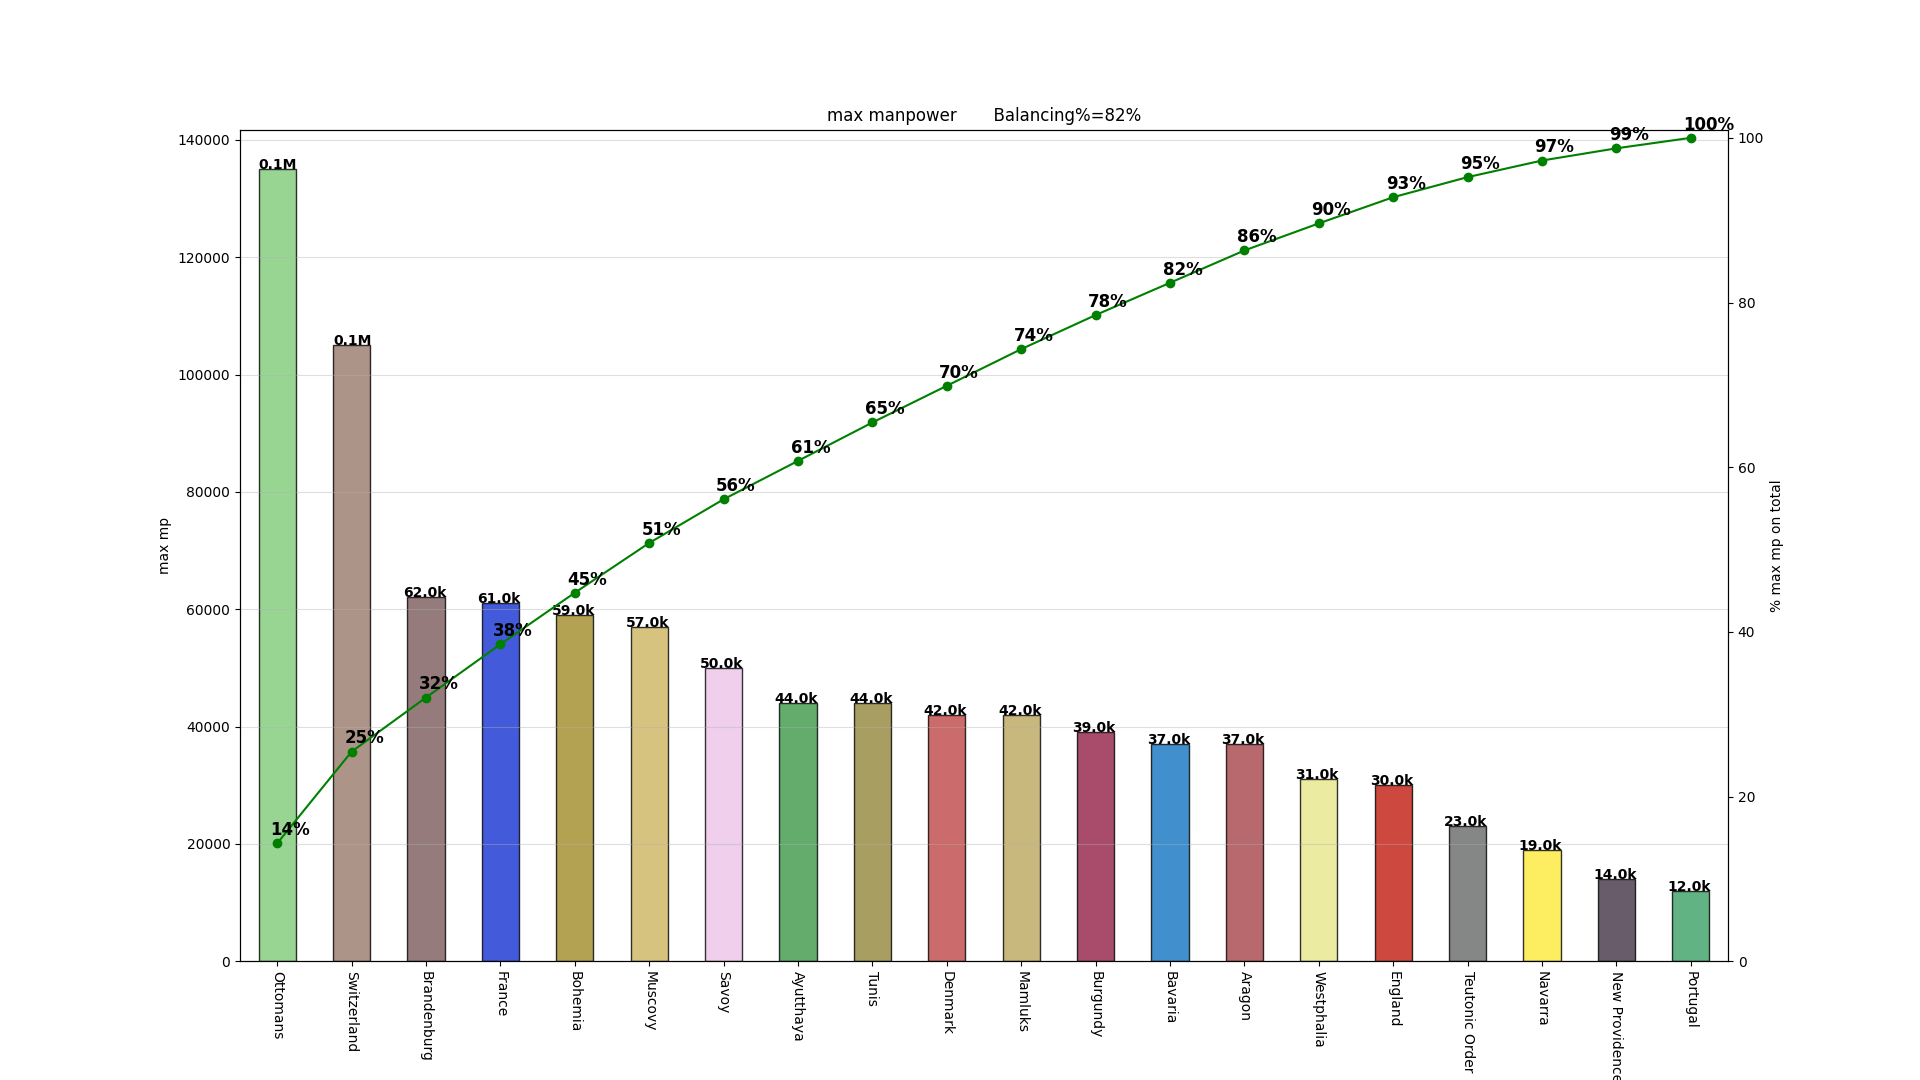 max manpower Balancing%=82%
140000
120000
100000
80000
60000
40000
20000
0
max mp
0.1M
0.1M
62.0k
61.0k
59.0k
57.0k
50.0k
44.0k
44.0k
42.0k
42.0k
39.0k
37.0k
37.0k
31.0k
30.0k
23.0k
19.0k
14.0k
12.0k
14%
25%
32%
38%
45%
51%
56%
61%
65%
70%
74%
78%
82%
86%
90%
93%
95%
97%
99%
100%
100
80
60
40
20
0
% max mp on total
Ottomans
Switzerland
Brandenburg
France
Bohemia
Muscovy
Savoy
Ayutthaya
Tunis
Denmark
Mamluks
Burgundy
Bavaria
Aragon
Westphalia
England
Teutonic Order
Navarra
New Providence
Portugal